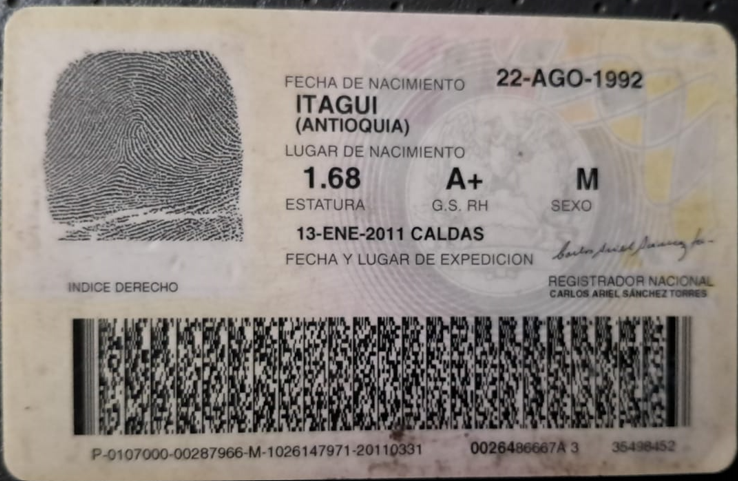 FECHA DE NACIMIENTO 22-AGO-1992
ITAGUI
(ANTIOQUIA)
LUGAR DE NACIMIENTO
1.68 A+ M
ESTATURA G.S. RH SEXO
13-ENE-2011 CALDAS
FECHA Y LUGAR DE EXPEDICION
INDICE DERECHO
REGISTRADOR NACIONAL
CARLOS ARIEL SÁNCHEZ TORRES
P-0107000-00287966-M-1026147971-20110331 0026486667A 3 35498452